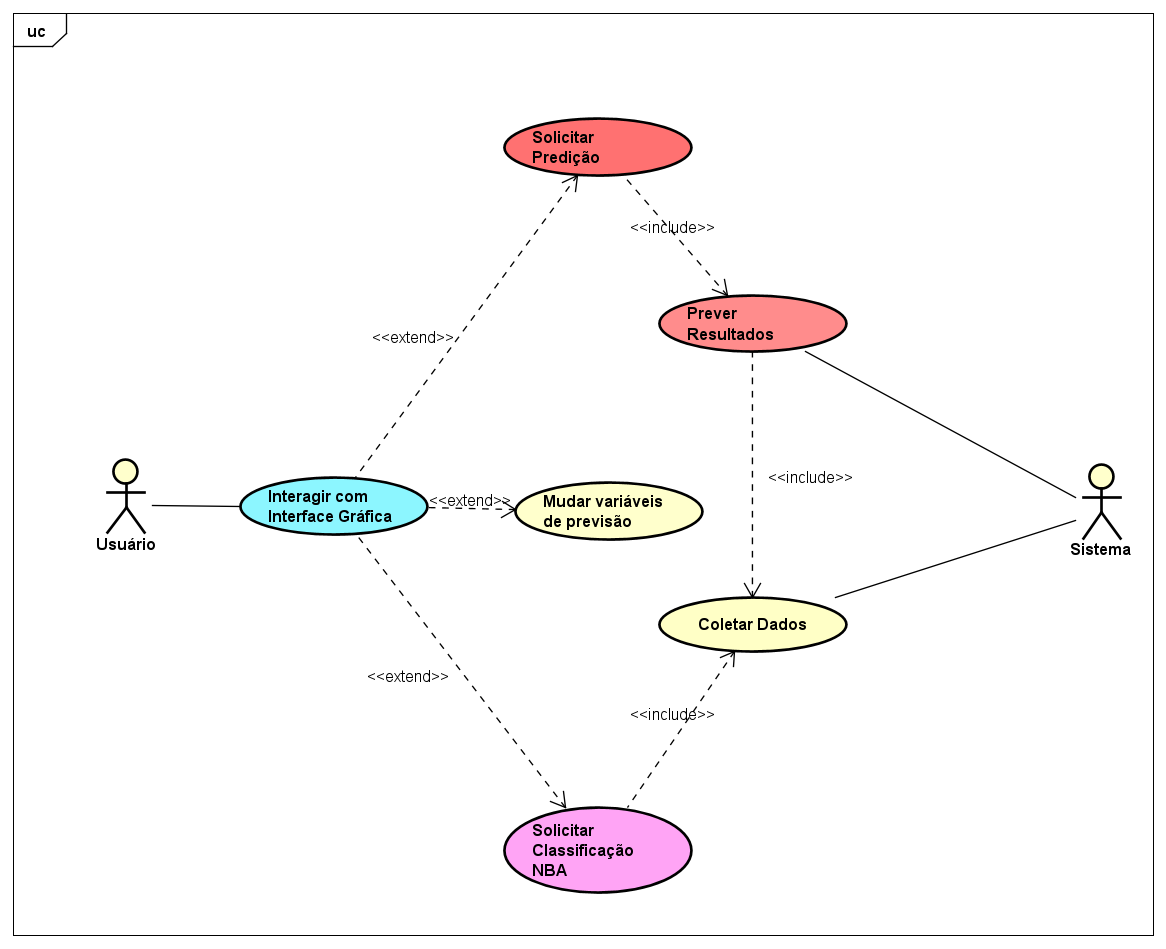 uc
Solicitar
Predição
<<include>>
Prever
Resultados
<<extend>>
Interagir com
Interface Gráfica
<<extend>>
Mudar variáveis
de previsão
<<include>>
Usuário
Sistema
Coletar Dados
<<extend>>
<<include>>
Solicitar
Classificação
NBA